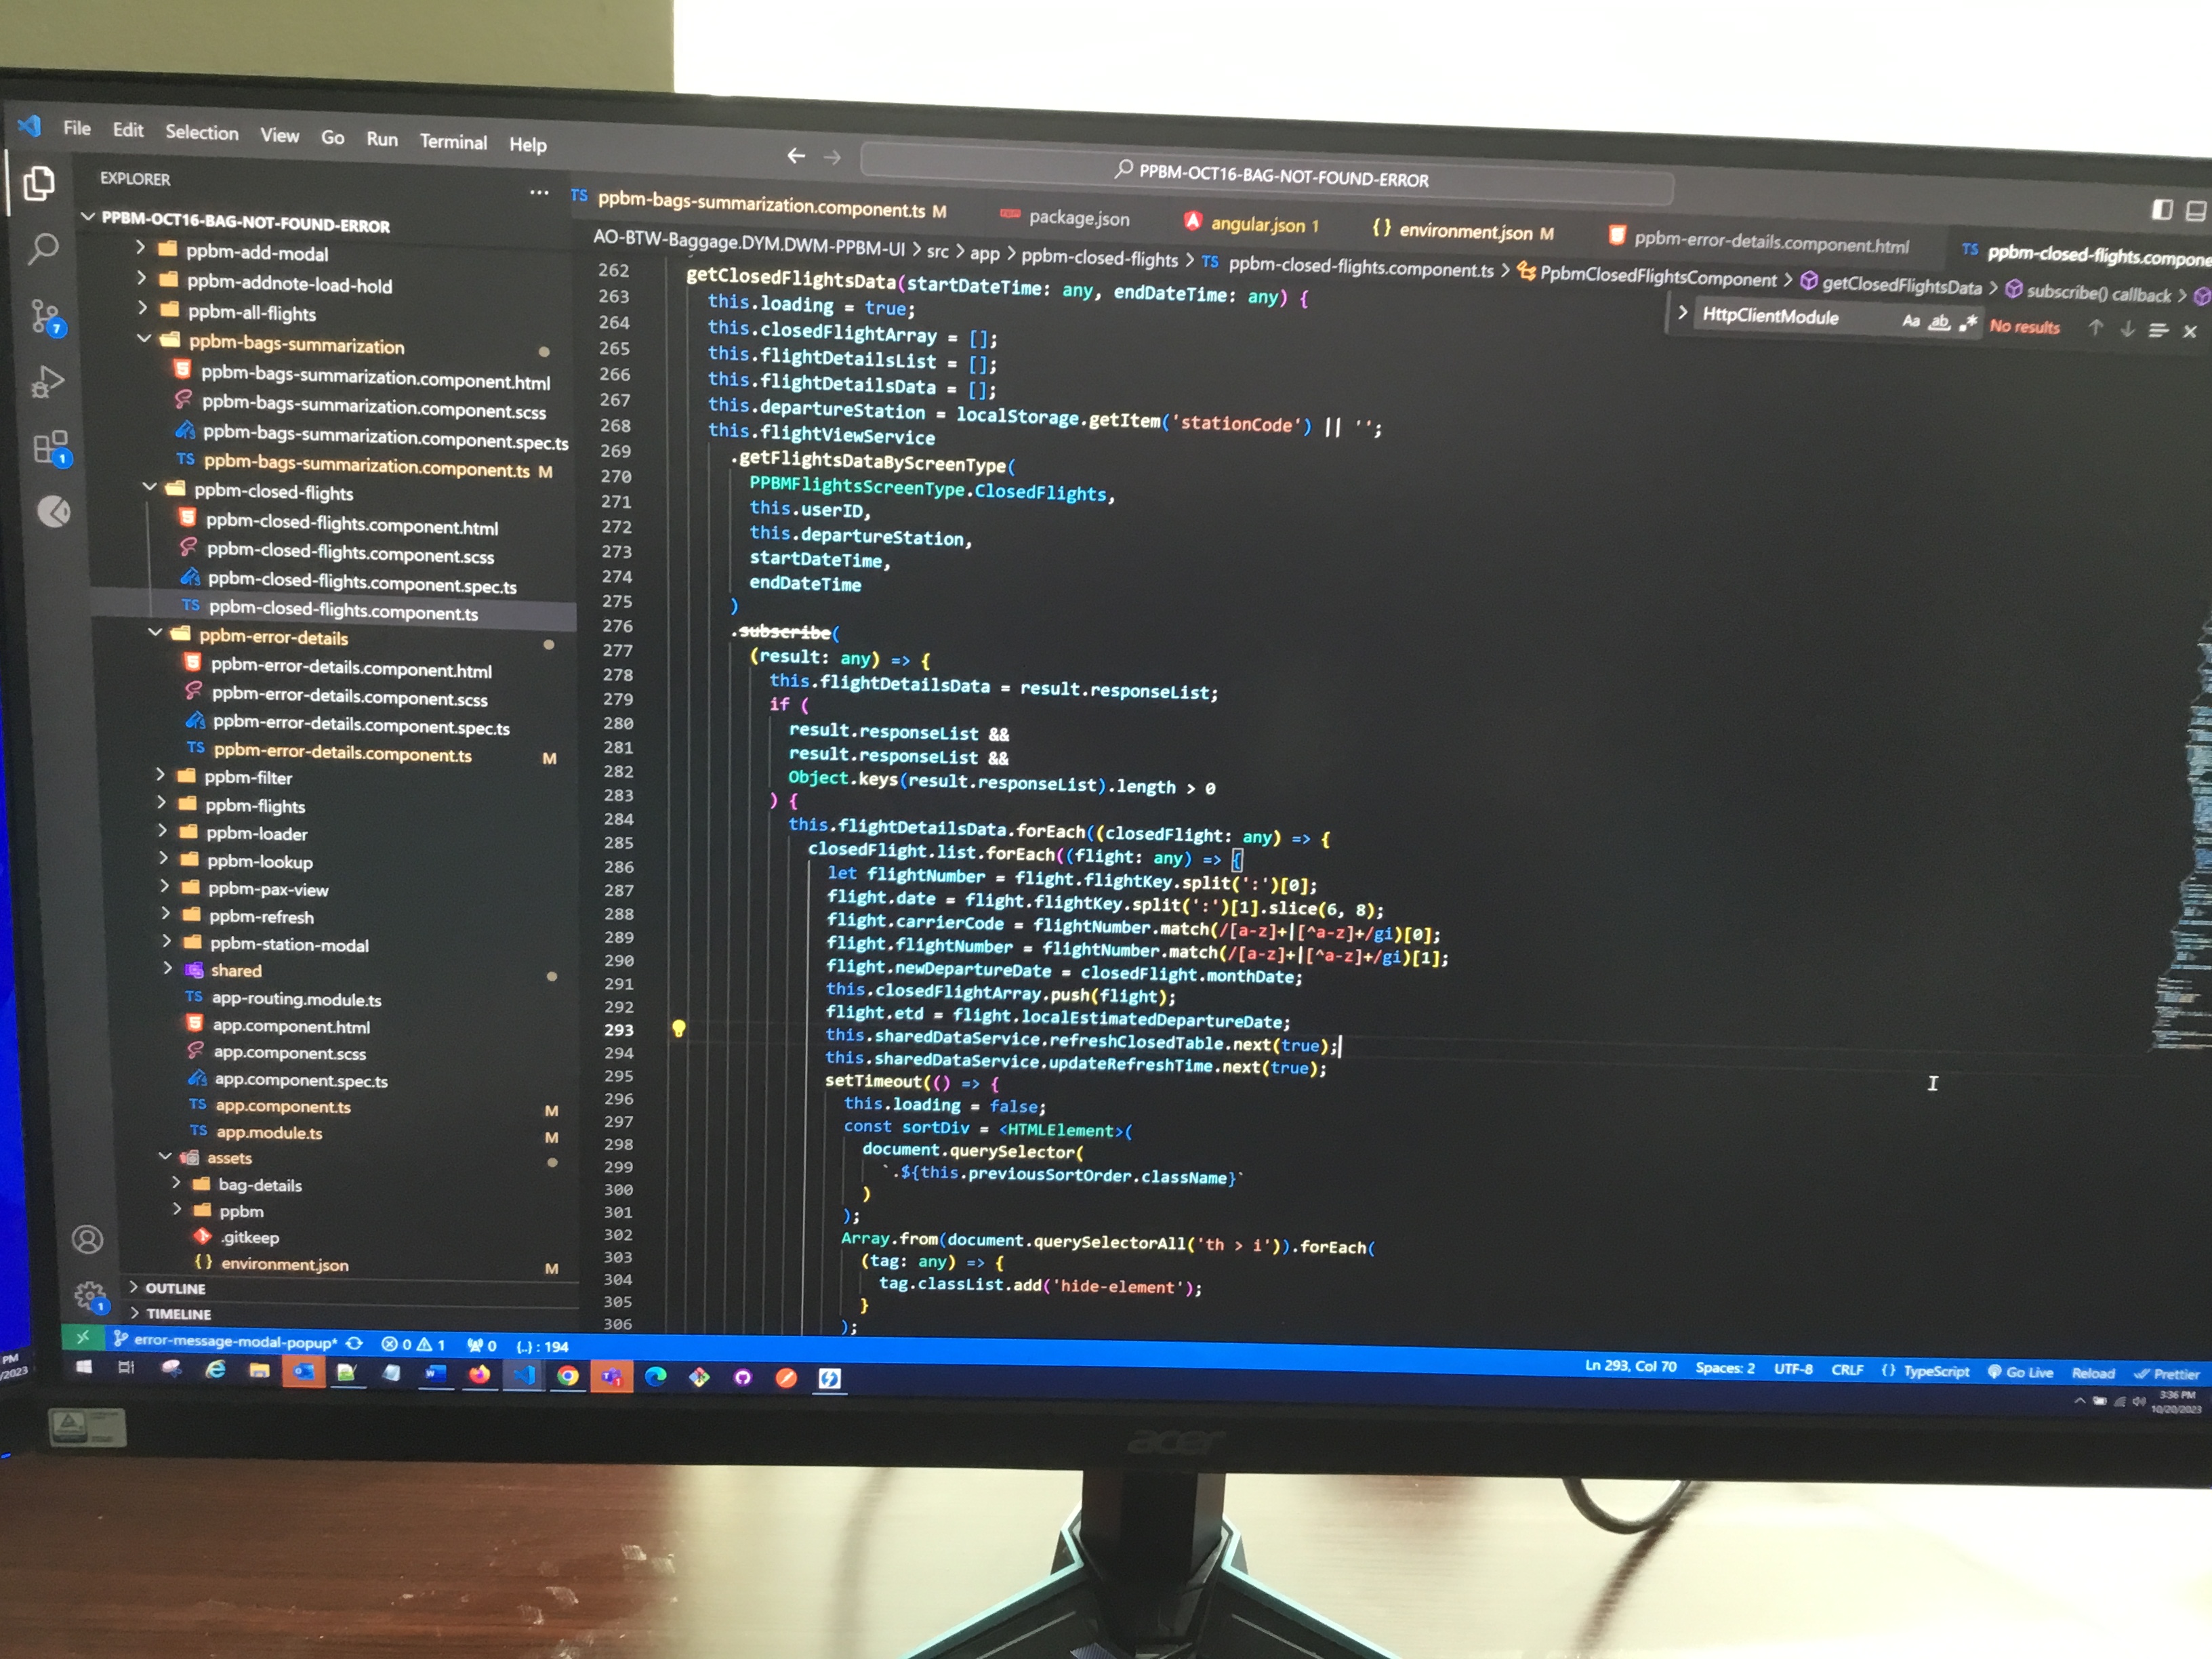 File Edit Selection View Go Run Terminal Help
PPBM-OCT16-BAG-NOT-FOUND-ERROR
EXPLORER
PPBM-OCT16-BAG-NOT-FOUND-ERROR
ppbm-add-modal
ppbm-addnote-load-hold
ppbm-all-flights
ppbm-bags-summarization
ppbm-bags-summarization.component.html
ppbm-bags-summarization.component.scss
ppbm-bags-summarization.component.spec.ts
TS ppbm-bags-summarization.component.ts M
ppbm-closed-flights
ppbm-closed-flights.component.html
ppbm-closed-flights.component.scss
ppbm-closed-flights.component.spec.ts
TS ppbm-closed-flights.component.ts
ppbm-error-details
ppbm-error-details.component.html
ppbm-error-details.component.scss
ppbm-error-details.component.spec.ts
TS ppbm-error-details.component.ts M
ppbm-filter
ppbm-flights
ppbm-loader
ppbm-lookup
ppbm-pax-view
ppbm-refresh
ppbm-station-modal
shared
TS app-routing.module.ts
app.component.html
app.component.scss
app.component.spec.ts
TS app.component.ts M
TS app.module.ts M
assets
bag-details
ppbm
.gitkeep
{} environment.json M
OUTLINE
TIMELINE
7
1
1
TS ppbm-bags-summarization.component.ts M package.json angular.json 1 {} environment.json M ppbm-error-details.component.html TS ppbm-closed-flights.compone
AO-BTW-Baggage.DYM.DWM-PPBM-UI > src > app > ppbm-closed-flights > TS ppbm-closed-flights.component.ts > PpbmClosedFlightsComponent > getClosedFlightsData > subscribe() callback >
HttpClientModule Aa ab .* No results
262 getClosedFlightsData(startDateTime: any, endDateTime: any) {
263 this.loading = true;
264 this.closedFlightArray = [];
265 this.flightDetailsList = [];
266 this.flightDetailsData = [];
267 this.departureStation = localStorage.getItem('stationCode') || '';
268 this.flightViewService
269 .getFlightsDataByScreenType(
270 PPBMFlightsScreenType.ClosedFlights,
271 this.userID,
272 this.departureStation,
273 startDateTime,
274 endDateTime
275 )
276 .subscribe(
277 (result: any) => {
278 this.flightDetailsData = result.responseList;
279 if (
280 result.responseList &&
281 result.responseList &&
282 Object.keys(result.responseList).length > 0
283 ) {
284 this.flightDetailsData.forEach((closedFlight: any) => {
285 closedFlight.list.forEach((flight: any) => {
286 let flightNumber = flight.flightKey.split(':')[0];
287 flight.date = flight.flightKey.split(':')[1].slice(6, 8);
288 flight.carrierCode = flightNumber.match(/[a-z]+|[^a-z]+/gi)[0];
289 flight.flightNumber = flightNumber.match(/[a-z]+|[^a-z]+/gi)[1];
290 flight.newDepartureDate = closedFlight.monthDate;
291 this.closedFlightArray.push(flight);
292 flight.etd = flight.localEstimatedDepartureDate;
293 this.sharedDataService.refreshClosedTable.next(true);
294 this.sharedDataService.updateRefreshTime.next(true);
295 setTimeout(() => {
296 this.loading = false;
297 const sortDiv = <HTMLElement>(
298 document.querySelector(
299 `.${this.previousSortOrder.className}`
300 )
301 );
302 Array.from(document.querySelectorAll('th > i')).forEach(
303 (tag: any) => {
304 tag.classList.add('hide-element');
305 }
306 );
error-message-modal-popup* 0 1 0 {..} : 194
Ln 293, Col 70 Spaces: 2 UTF-8 CRLF {} TypeScript Go Live Reload Prettier
3:36 PM
10/20/2023
PM
/2023
acer